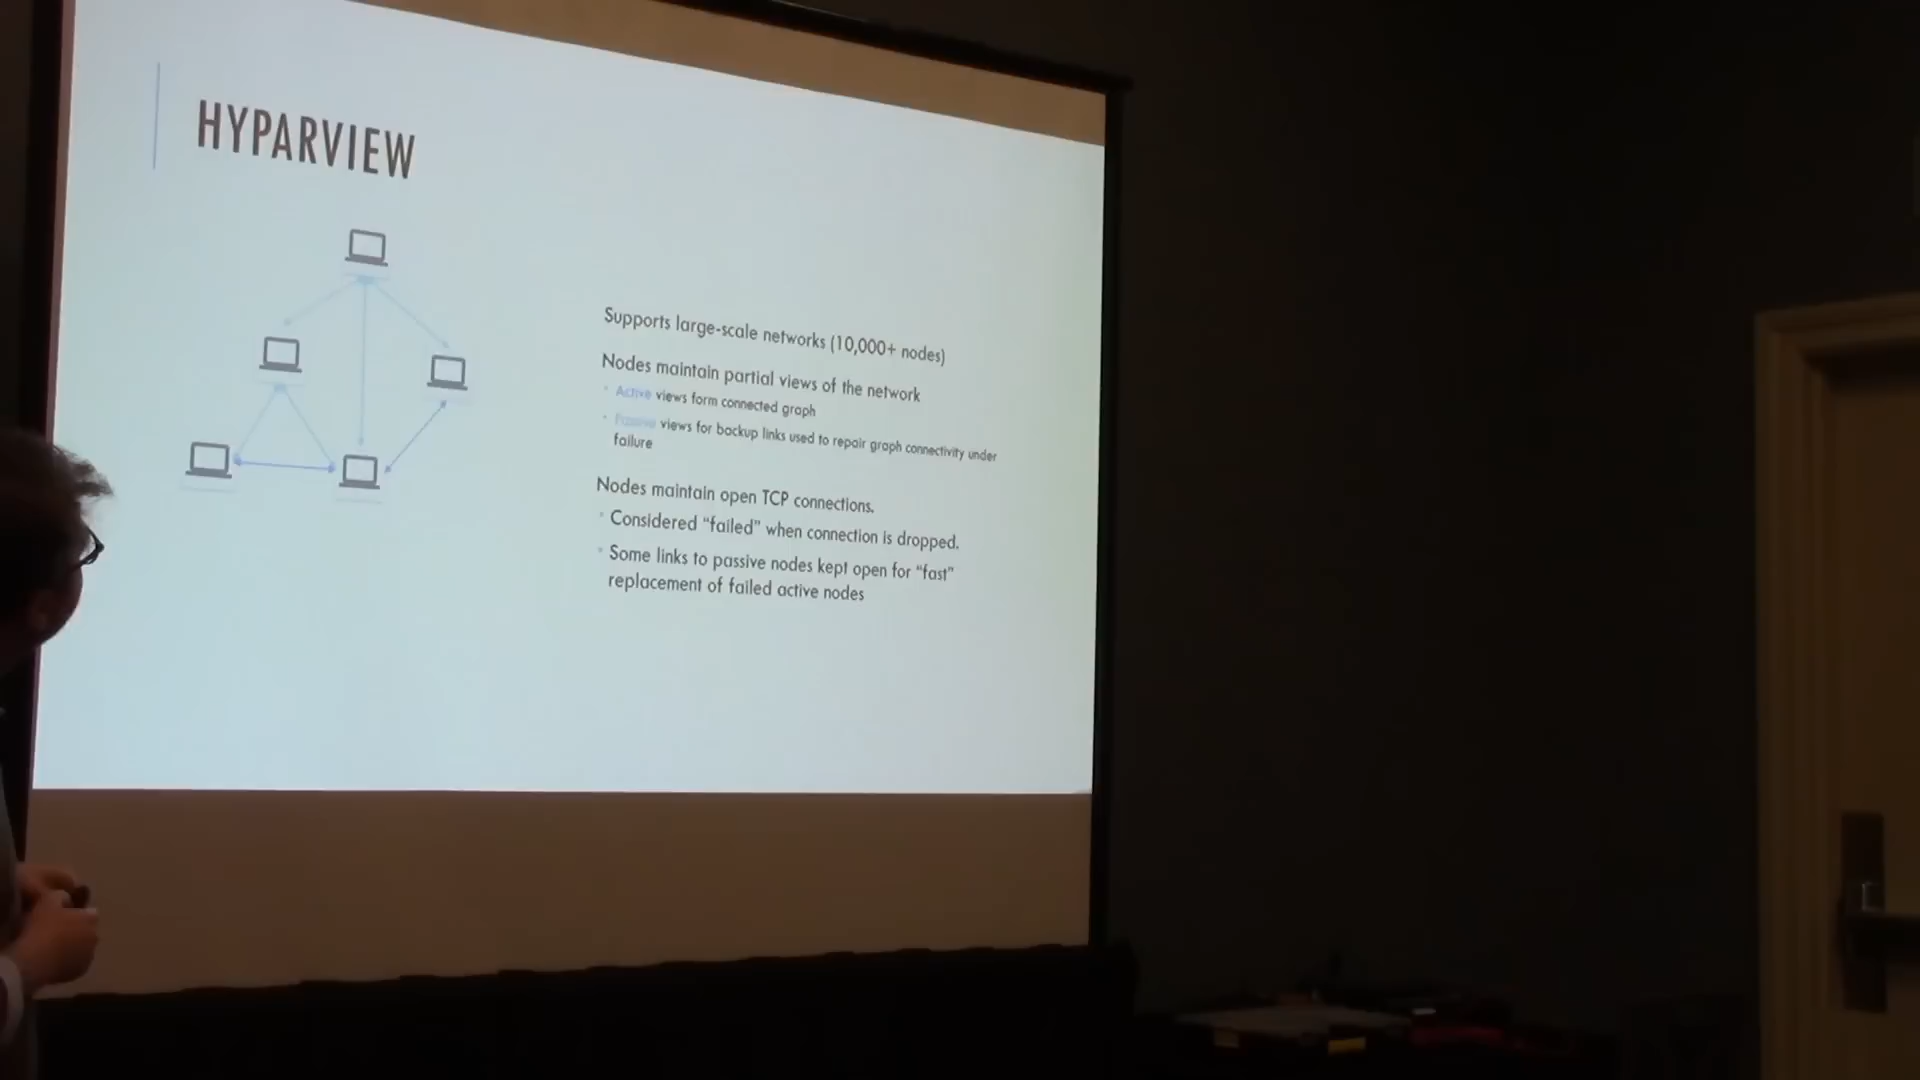 HYPARVIEW
Supports large-scale networks (10,000+ nodes)
Nodes maintain partial views of the network
Active views form connected graph
Passive views for backup links used to repair graph connectivity under
failure
Nodes maintain open TCP connections.
Considered “failed” when connection is dropped.
Some links to passive nodes kept open for “fast”
replacement of failed active nodes